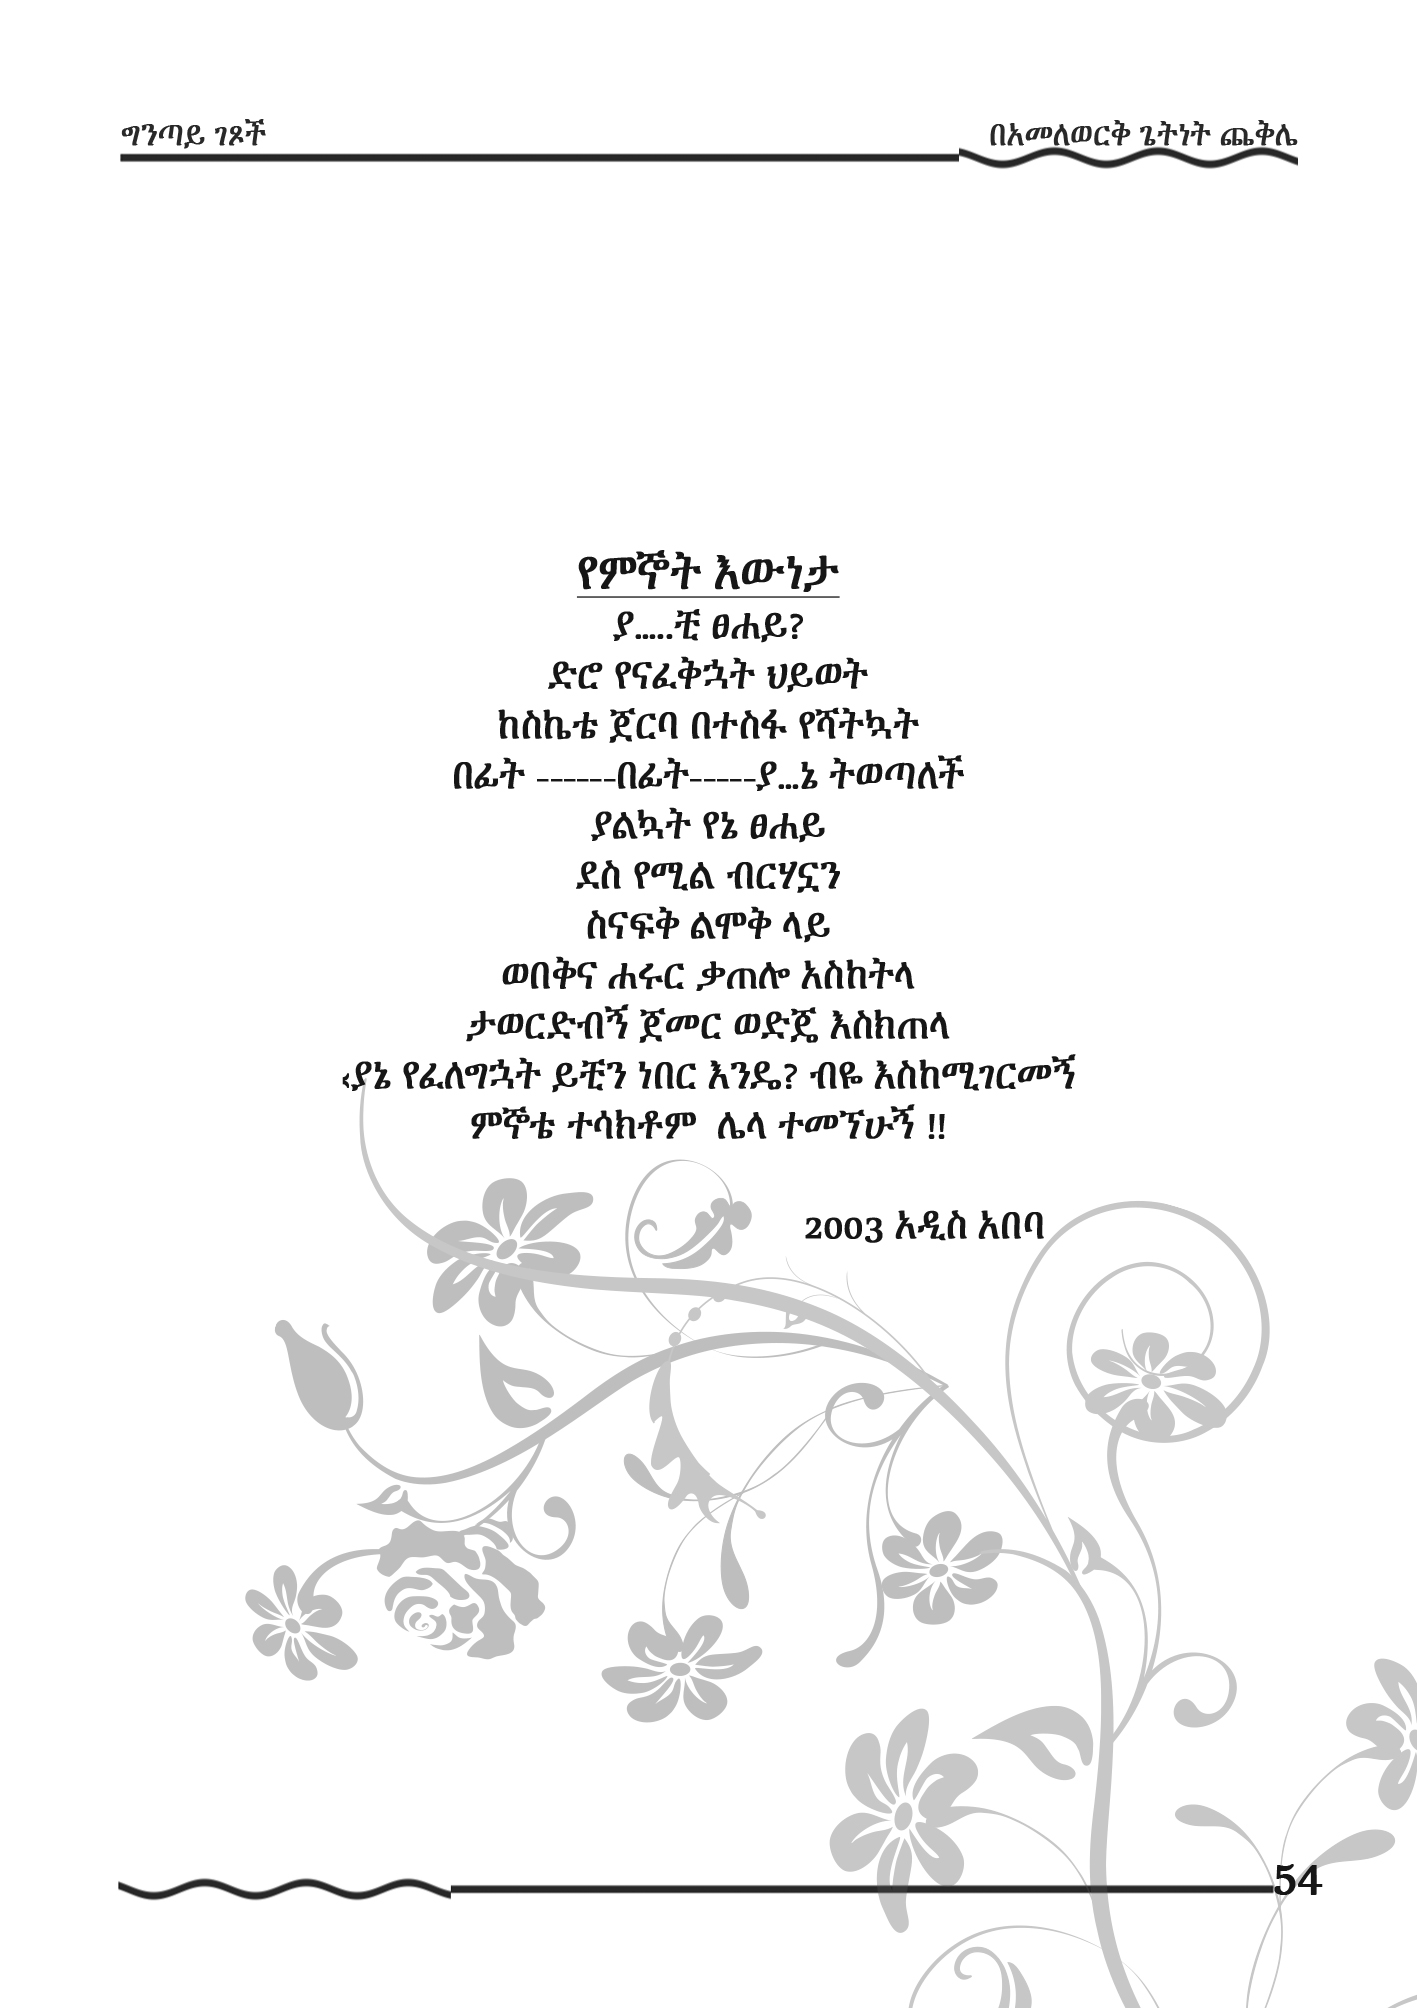 ግንጣይ ገጾች
በአመለወርቅ ጌትነት ጨቅሌ
የምኞት እውነታ
ያ.....ቺ ፀሐይ?
ድሮ የናፈቅኋት ህይወት
ከስኬቴ ጀርባ በተስፋ የሻትኳት
በፊት ------በፊት-----ያ...ኔ ትወጣለች
ያልኳት የኔ ፀሐይ
ደስ የሚል ብርሃኗን
ስናፍቅ ልሞቅ ላይ
ወበቅና ሐሩር ቃጠሎ አስከትላ
ታወርድብኝ ጀመር ወድጄ እስክጠላ
‹ያኔ የፈለግኋት ይቺን ነበር እንዴ? ብዬ እስከሚገርመኝ
ምኞቴ ተሳክቶም ሌላ ተመኘሁኝ !!
2003 አዲስ አበባ
54